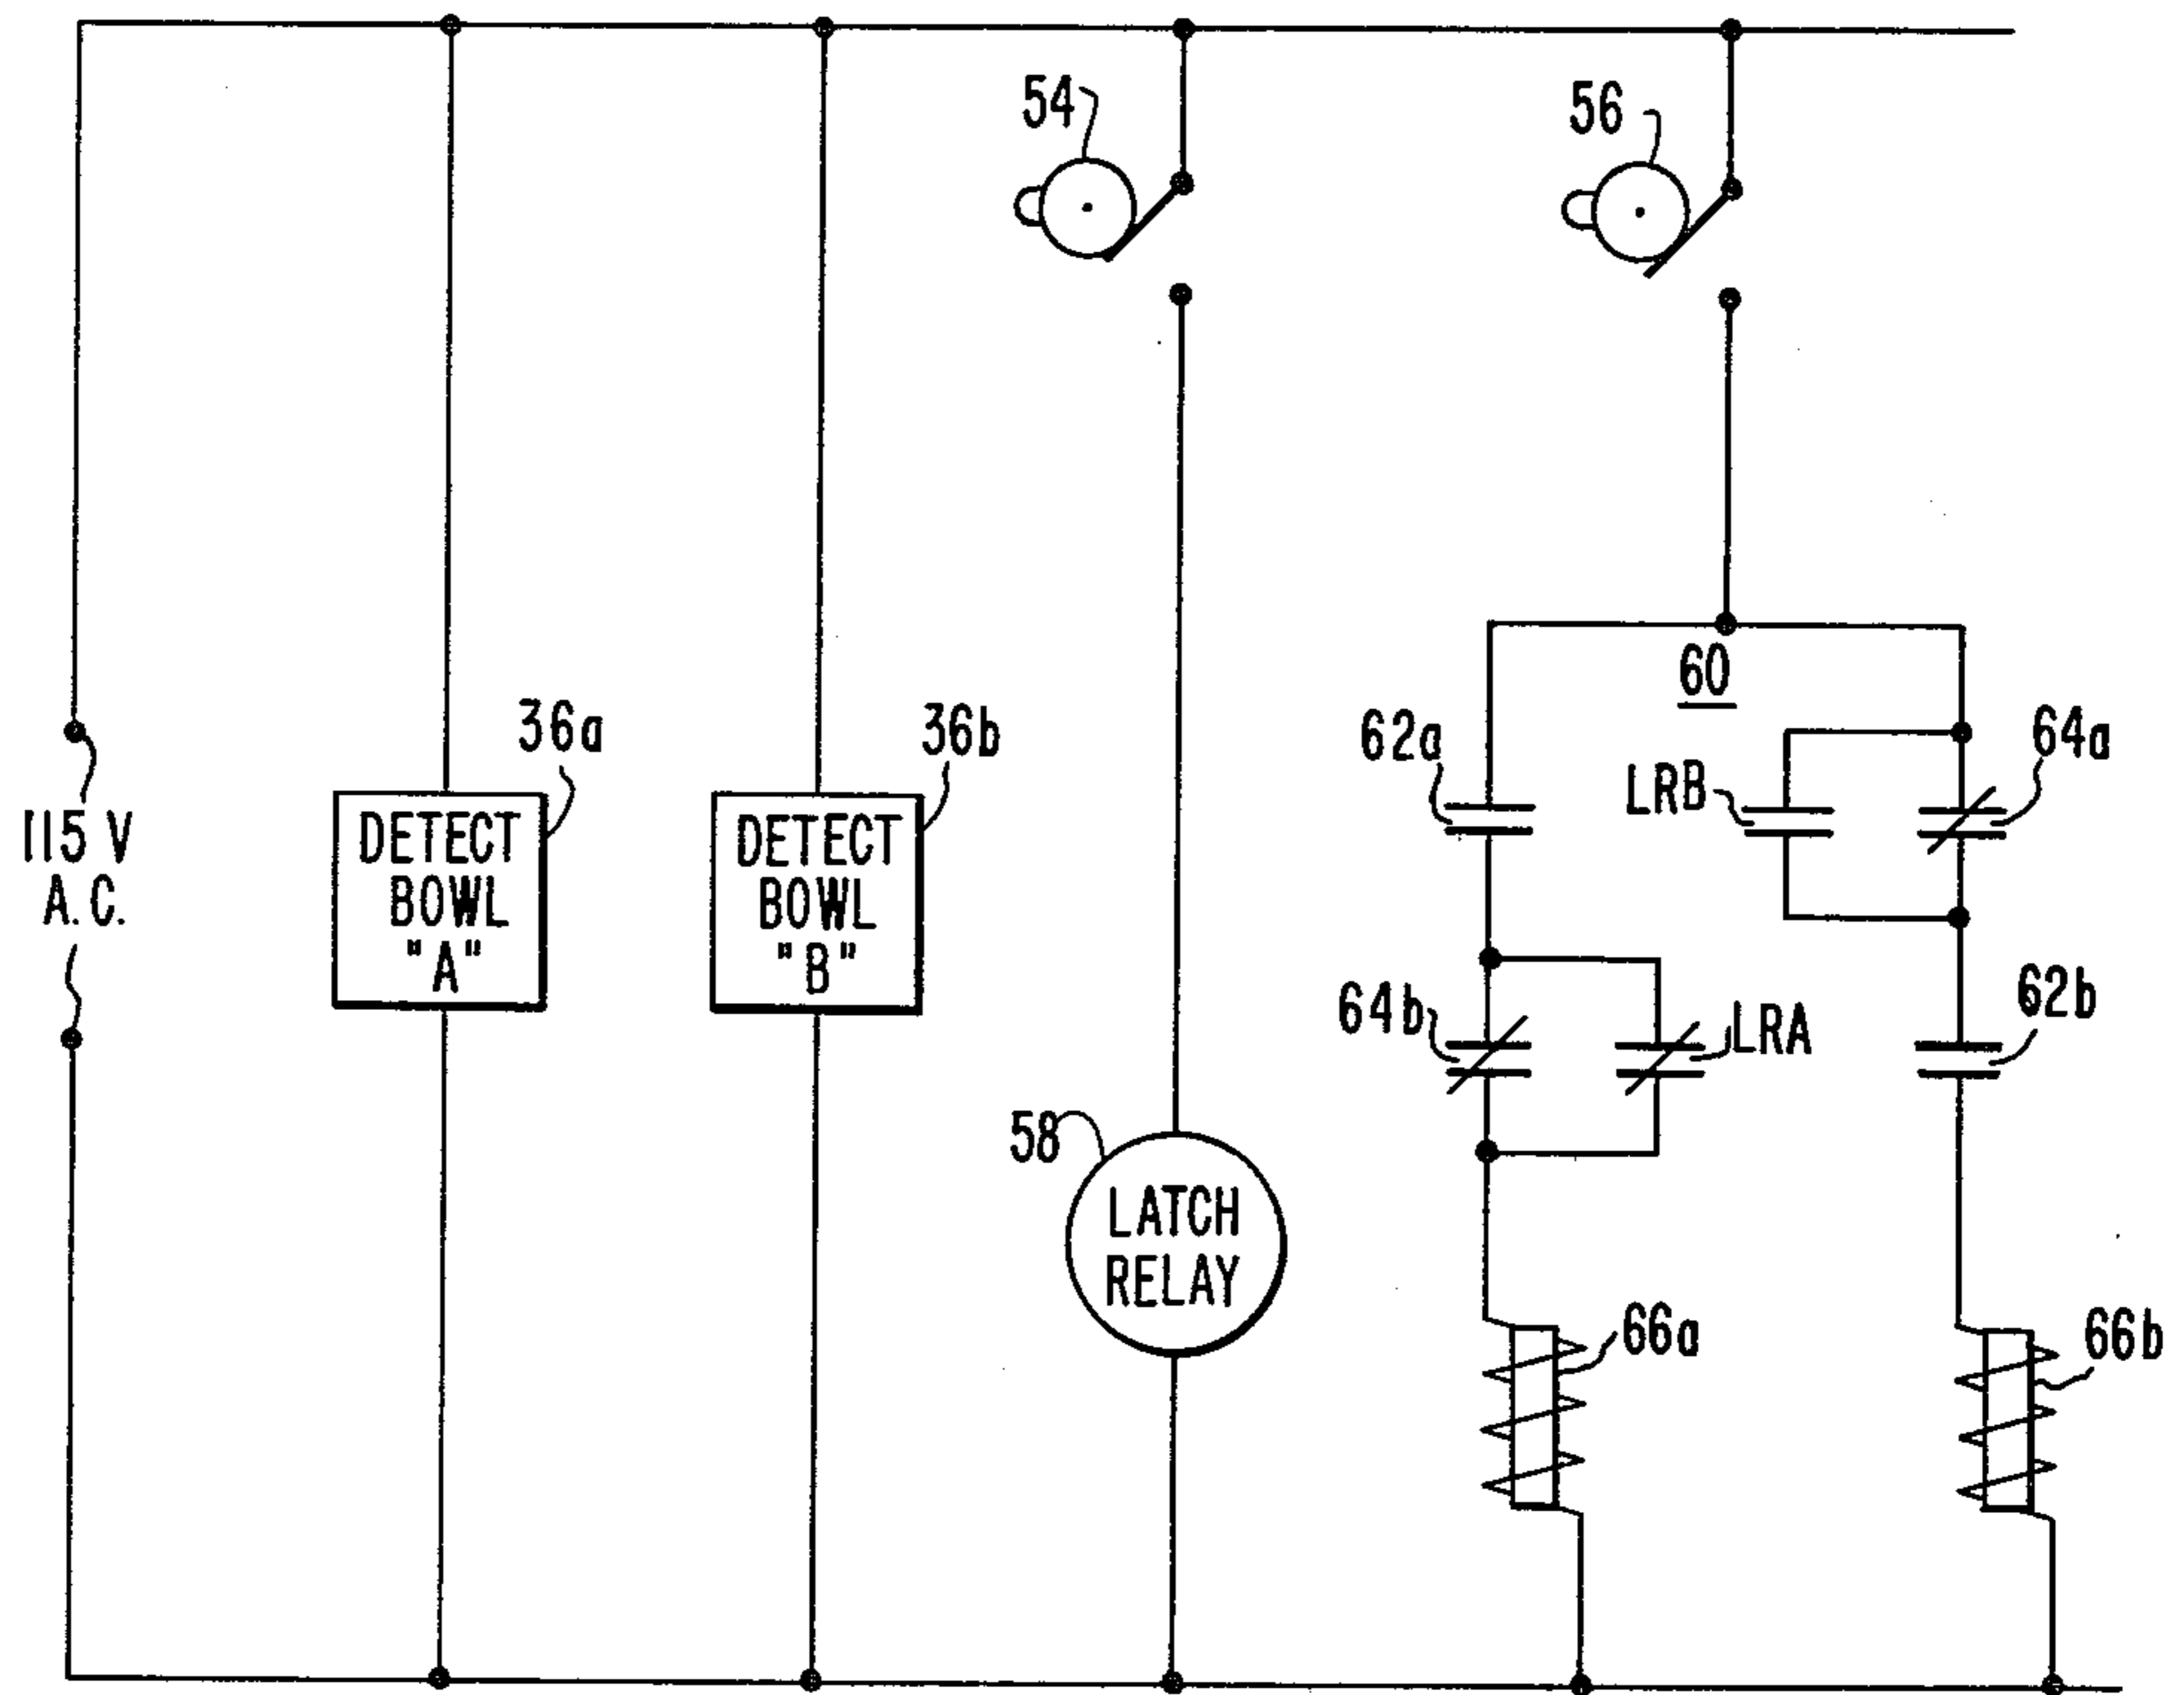 54
56
60
36a
36b
62a
64a
LRB
115 V
A.C.
DETECT
BOWL
"A"
DETECT
BOWL
"B"
64b
LRA
62b
58
LATCH
RELAY
66a
66b